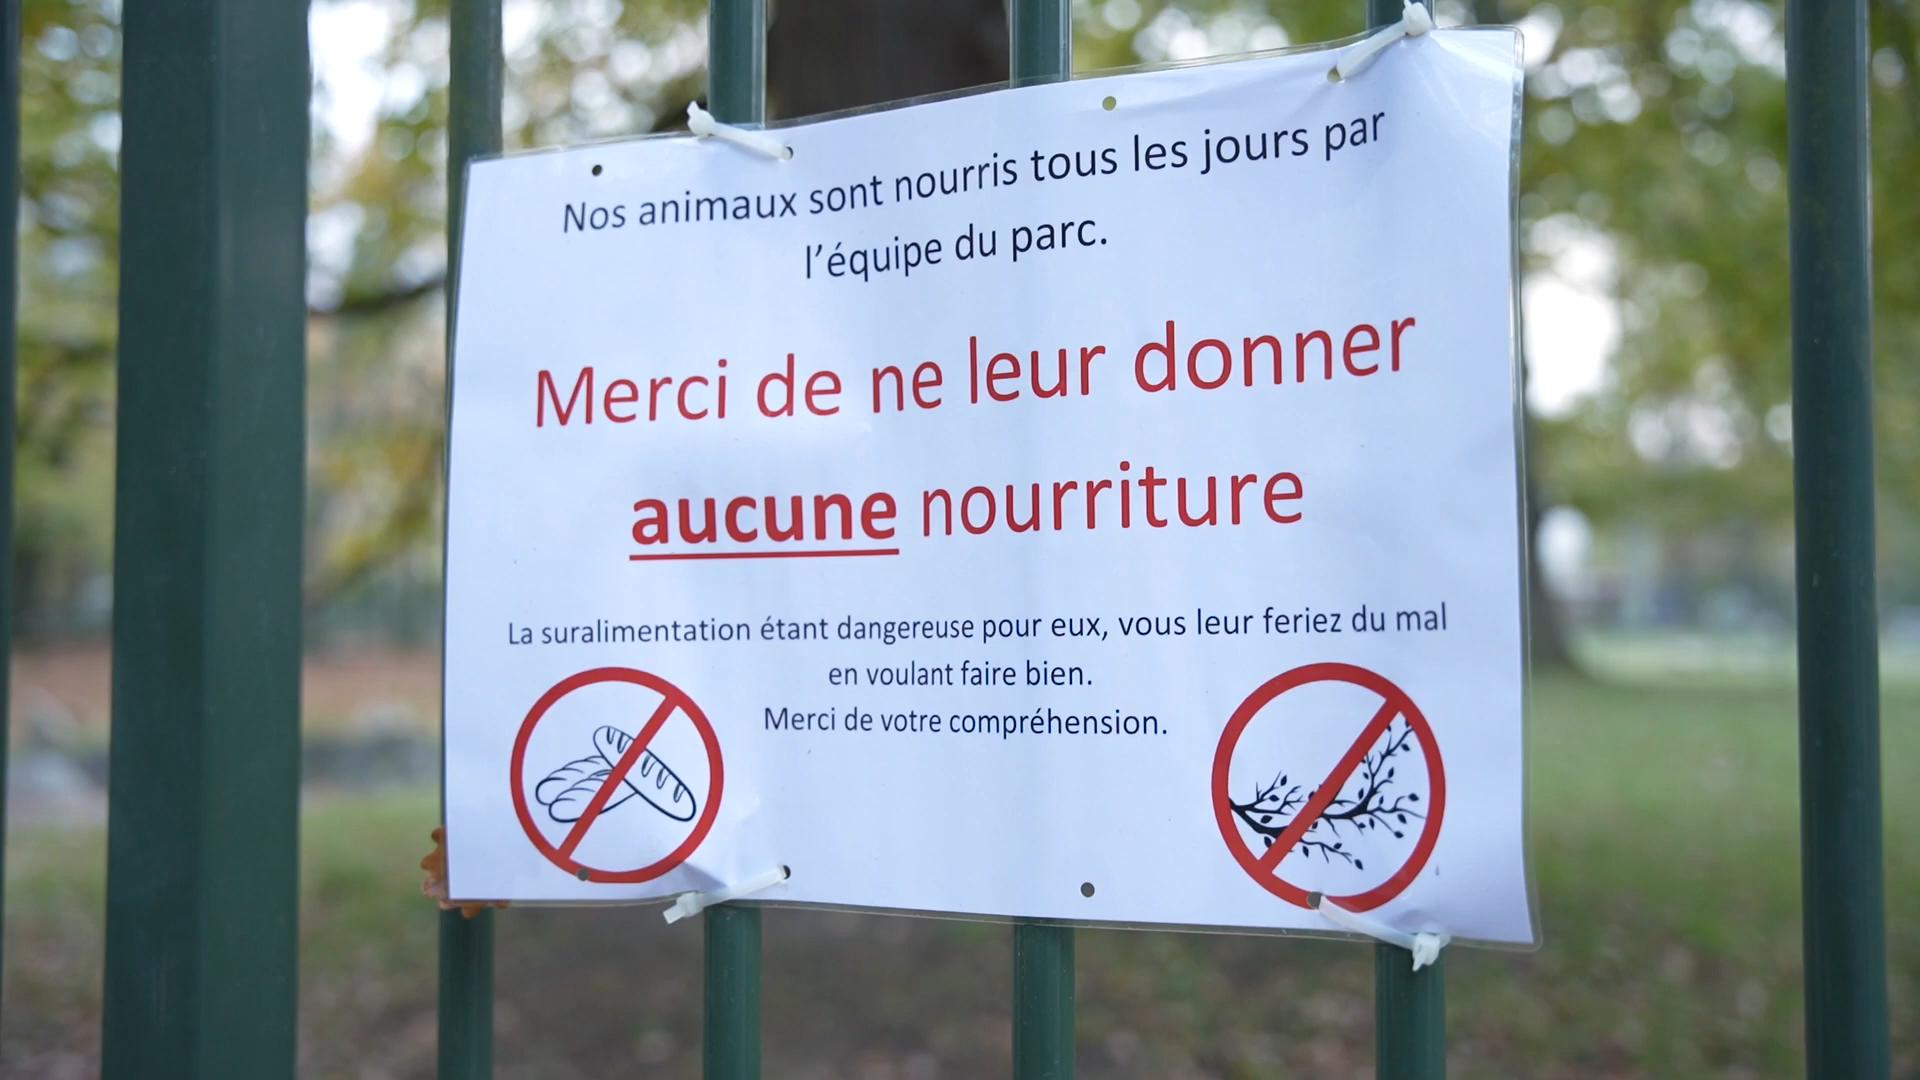 Nos animaux sont nourris tous les jours par
l’équipe du parc.
Merci de ne leur donner
aucune nourriture
La suralimentation étant dangereuse pour eux, vous leur feriez du mal
en voulant faire bien.
Merci de votre compréhension.